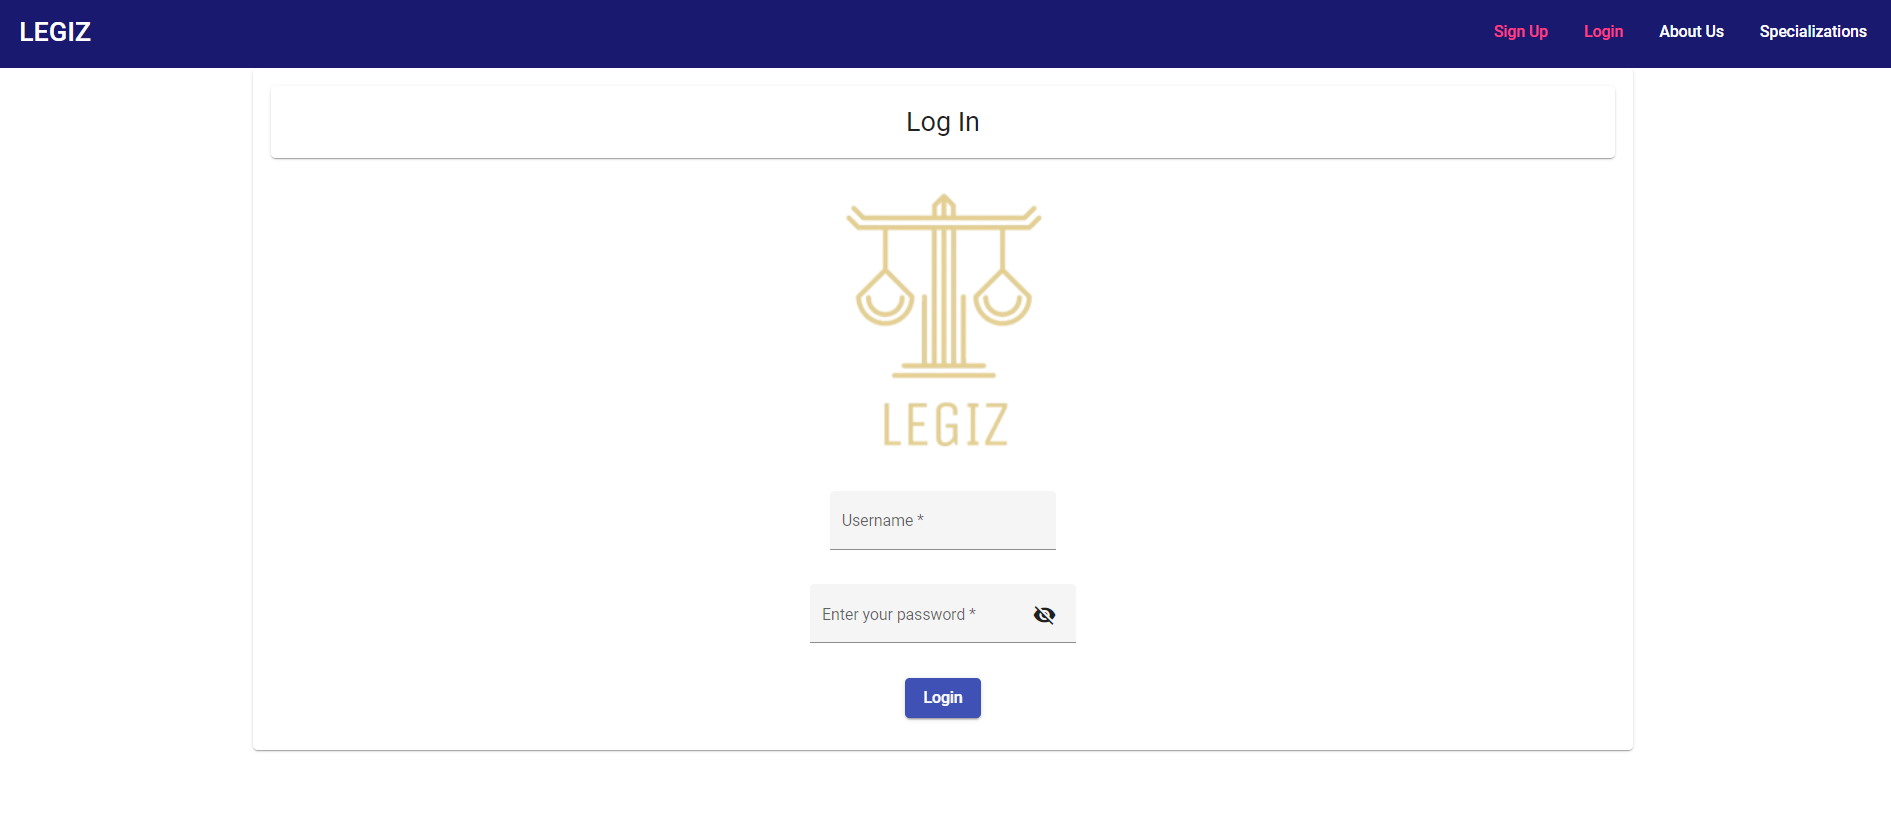 LEGIZ
Sign Up Login About Us Specializations
Log In
LEGIZ
Username *
Enter your password *
Login